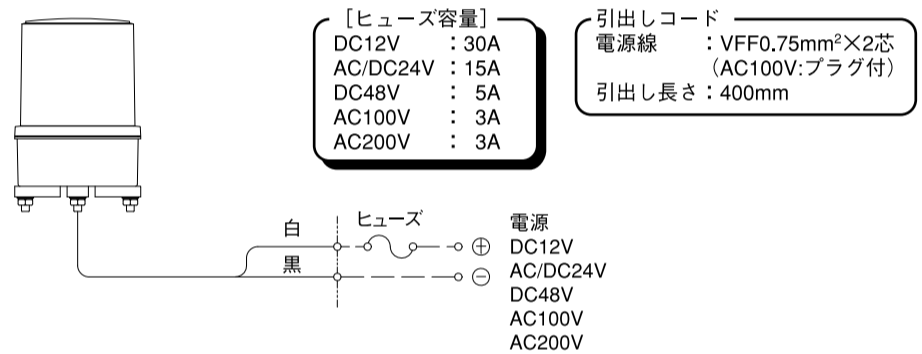 [ヒューズ容量]
DC12V : 30A
AC/DC24V : 15A
DC48V : 5A
AC100V : 3A
AC200V : 3A
引出しコード
電源線 : VFF0.75mm²×2芯
(AC100V:プラグ付)
引出し長さ : 400mm
白
ヒューズ
黒
⊕
⊖
電源
DC12V
AC/DC24V
DC48V
AC100V
AC200V